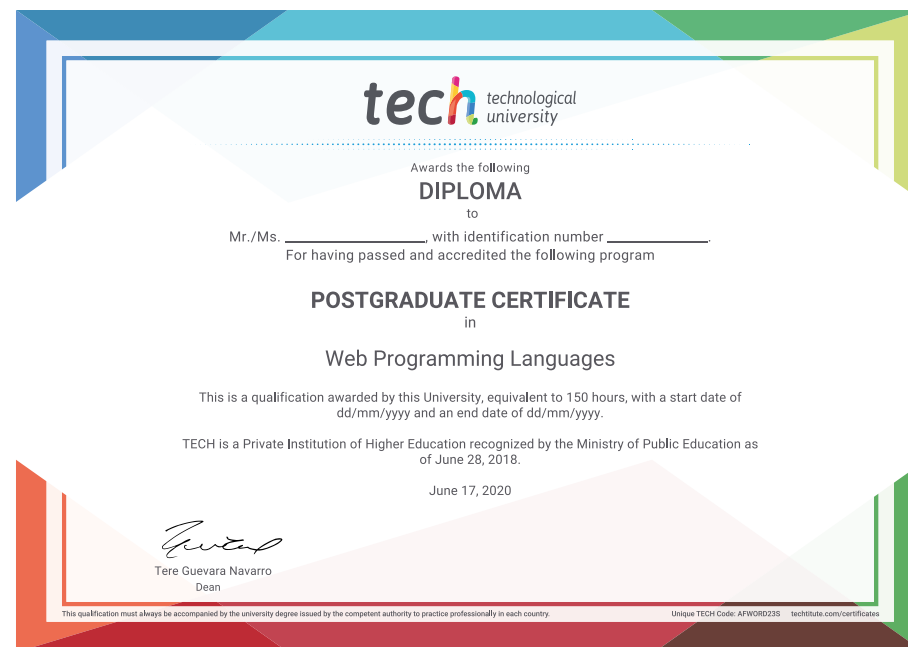 tech technological
university
Awards the following
DIPLOMA
to
Mr./Ms. ____________________, with identification number ______________.
For having passed and accredited the following program
POSTGRADUATE CERTIFICATE
in
Web Programming Languages
This is a qualification awarded by this University, equivalent to 150 hours, with a start date of
dd/mm/yyyy and an end date of dd/mm/yyyy.
TECH is a Private Institution of Higher Education recognized by the Ministry of Public Education as
of June 28, 2018.
June 17, 2020
Tere Guevara Navarro
Dean
This qualification must always be accompanied by the university degree issued by the competent authority to practice professionally in each country. Unique TECH Code: AFWORD23S techtitute.com/certificates